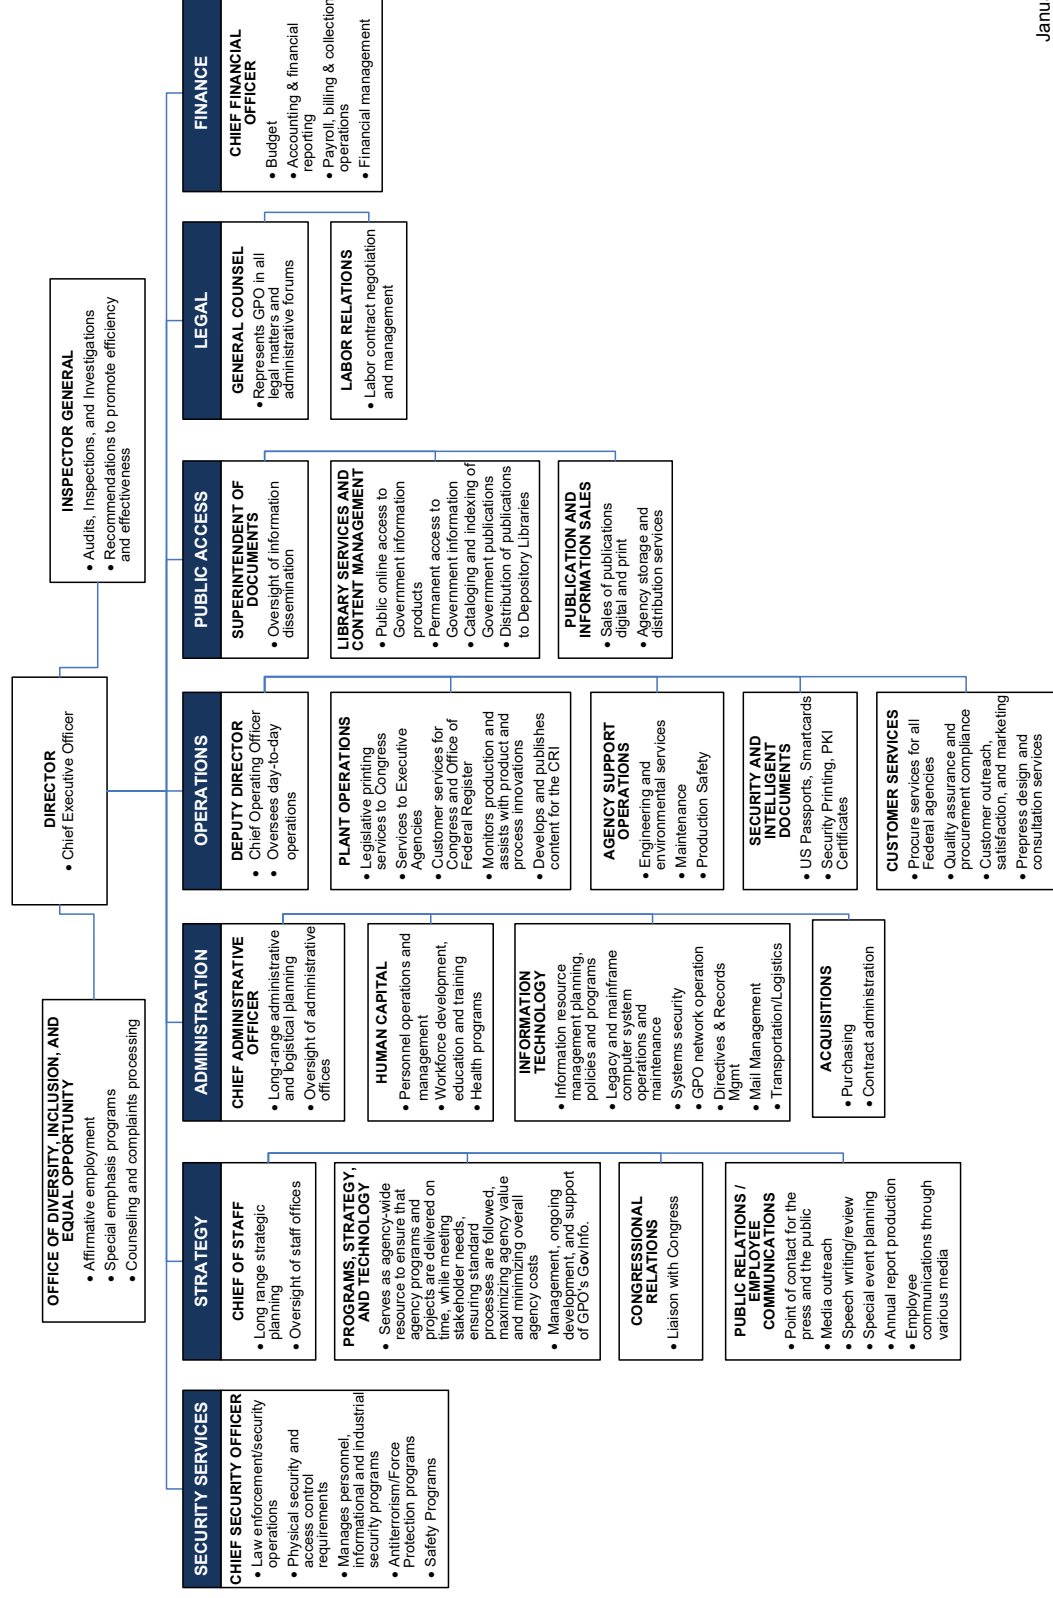 DIRECTOR
• Chief Executive Officer
OFFICE OF DIVERSITY, INCLUSION, AND
EQUAL OPPORTUNITY
• Affirmative employment
• Special emphasis programs
• Counseling and complaints processing
INSPECTOR GENERAL
• Audits, Inspections, and Investigations
• Recommendations to promote efficiency
and effectiveness
SECURITY SERVICES
CHIEF SECURITY OFFICER
• Law enforcement/security
operations
• Physical security and
access control
requirements
• Manages personnel,
informational and industrial
security programs
• Antiterrorism/Force
Protection programs
• Safety Programs
STRATEGY
CHIEF OF STAFF
• Long range strategic
planning
• Oversight of staff offices
PROGRAMS, STRATEGY,
AND TECHNOLOGY
• Serves as agency-wide
resource to ensure that
agency programs and
projects are delivered on
time, while meeting
stakeholder needs,
ensuring standard
processes are followed,
maximizing agency value
and minimizing overall
agency costs
• Management, ongoing
development, and support
of GPO's GovInfo.
CONGRESSIONAL
RELATIONS
• Liaison with Congress
PUBLIC RELATIONS /
EMPLOYEE
COMMUNICATIONS
• Point of contact for the
press and the public
• Media outreach
• Speech writing/review
• Special event planning
• Annual report production
• Employee
communications through
various media
ADMINISTRATION
CHIEF ADMINISTRATIVE
OFFICER
• Long-range administrative
and logistical planning
• Oversight of administrative
offices
HUMAN CAPITAL
• Personnel operations and
management
• Workforce development,
education and training
• Health programs
INFORMATION
TECHNOLOGY
• Information resource
management planning,
policies and programs
• Legacy and mainframe
computer system
operations and
maintenance
• Systems security
• GPO network operation
• Directives & Records
Mgmt
• Mail Management
• Transportation/Logistics
ACQUISITIONS
• Purchasing
• Contract administration
OPERATIONS
DEPUTY DIRECTOR
• Chief Operating Officer
• Oversees day-to-day
operations
PLANT OPERATIONS
• Legislative printing
services to Congress
• Services to Executive
Agencies
• Customer services for
Congress and Office of
Federal Register
• Monitors production and
assists with product and
process innovations
• Develops and publishes
content for the CRI
AGENCY SUPPORT
OPERATIONS
• Engineering and
environmental services
• Maintenance
• Production Safety
SECURITY AND
INTELLIGENT
DOCUMENTS
• US Passports, Smartcards
• Security Printing, PKI
Certificates
CUSTOMER SERVICES
• Procure services for all
Federal agencies
• Quality assurance and
procurement compliance
• Customer outreach,
satisfaction, and marketing
• Prepress design and
consultation services
PUBLIC ACCESS
SUPERINTENDENT OF
DOCUMENTS
• Oversight of information
dissemination
LIBRARY SERVICES AND
CONTENT MANAGEMENT
• Public online access to
Government information
products
• Permanent access to
Government information
• Cataloging and indexing of
Government publications
• Distribution of publications
to Depository Libraries
PUBLICATION AND
INFORMATION SALES
• Sales of publications
digital and print
• Agency storage and
distribution services
LEGAL
GENERAL COUNSEL
• Represents GPO in all
legal matters and
administrative forums
LABOR RELATIONS
• Labor contract negotiation
and management
FINANCE
CHIEF FINANCIAL
OFFICER
• Budget
• Accounting & financial
reporting
• Payroll, billing & collection
operations
• Financial management
Janu